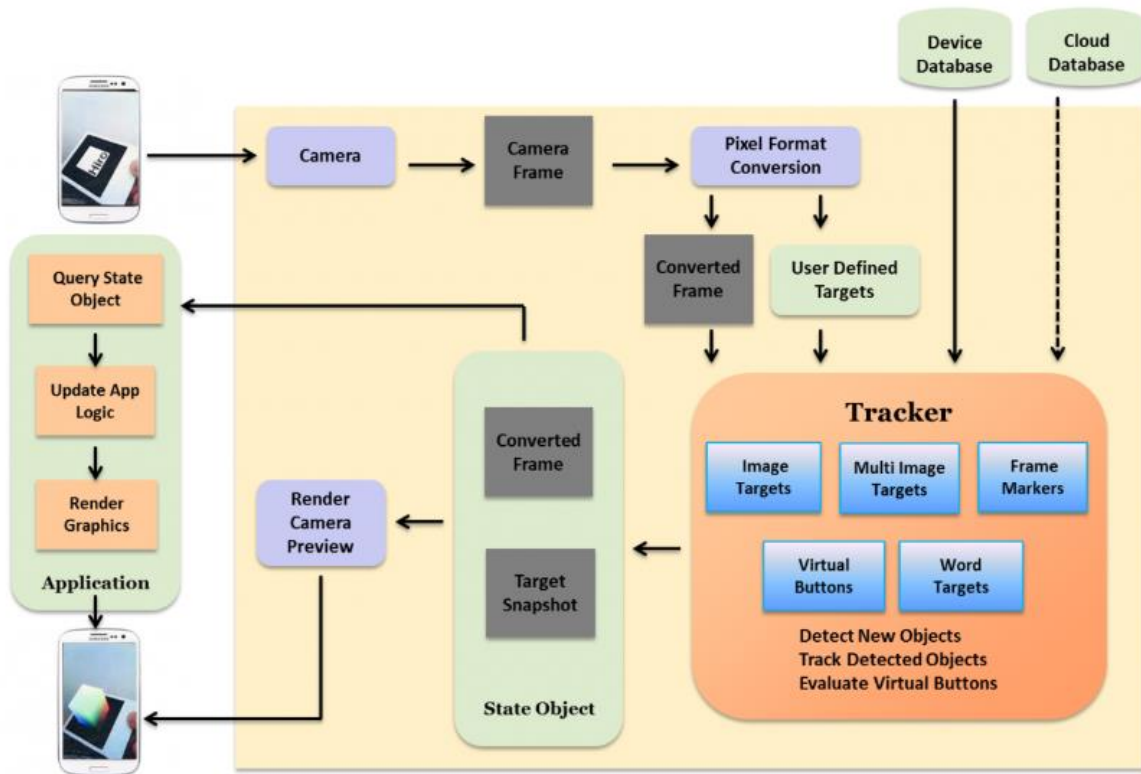 Device
Database
Cloud
Database
Hiro
Camera
Camera
Frame
Pixel Format
Conversion
Query State
Object
Converted
Frame
User Defined
Targets
Update App
Logic
Render
Graphics
Application
Render
Camera
Preview
Converted
Frame
Target
Snapshot
State Object
Tracker
Image
Targets
Multi Image
Targets
Frame
Markers
Virtual
Buttons
Word
Targets
Detect New Objects
Track Detected Objects
Evaluate Virtual Buttons